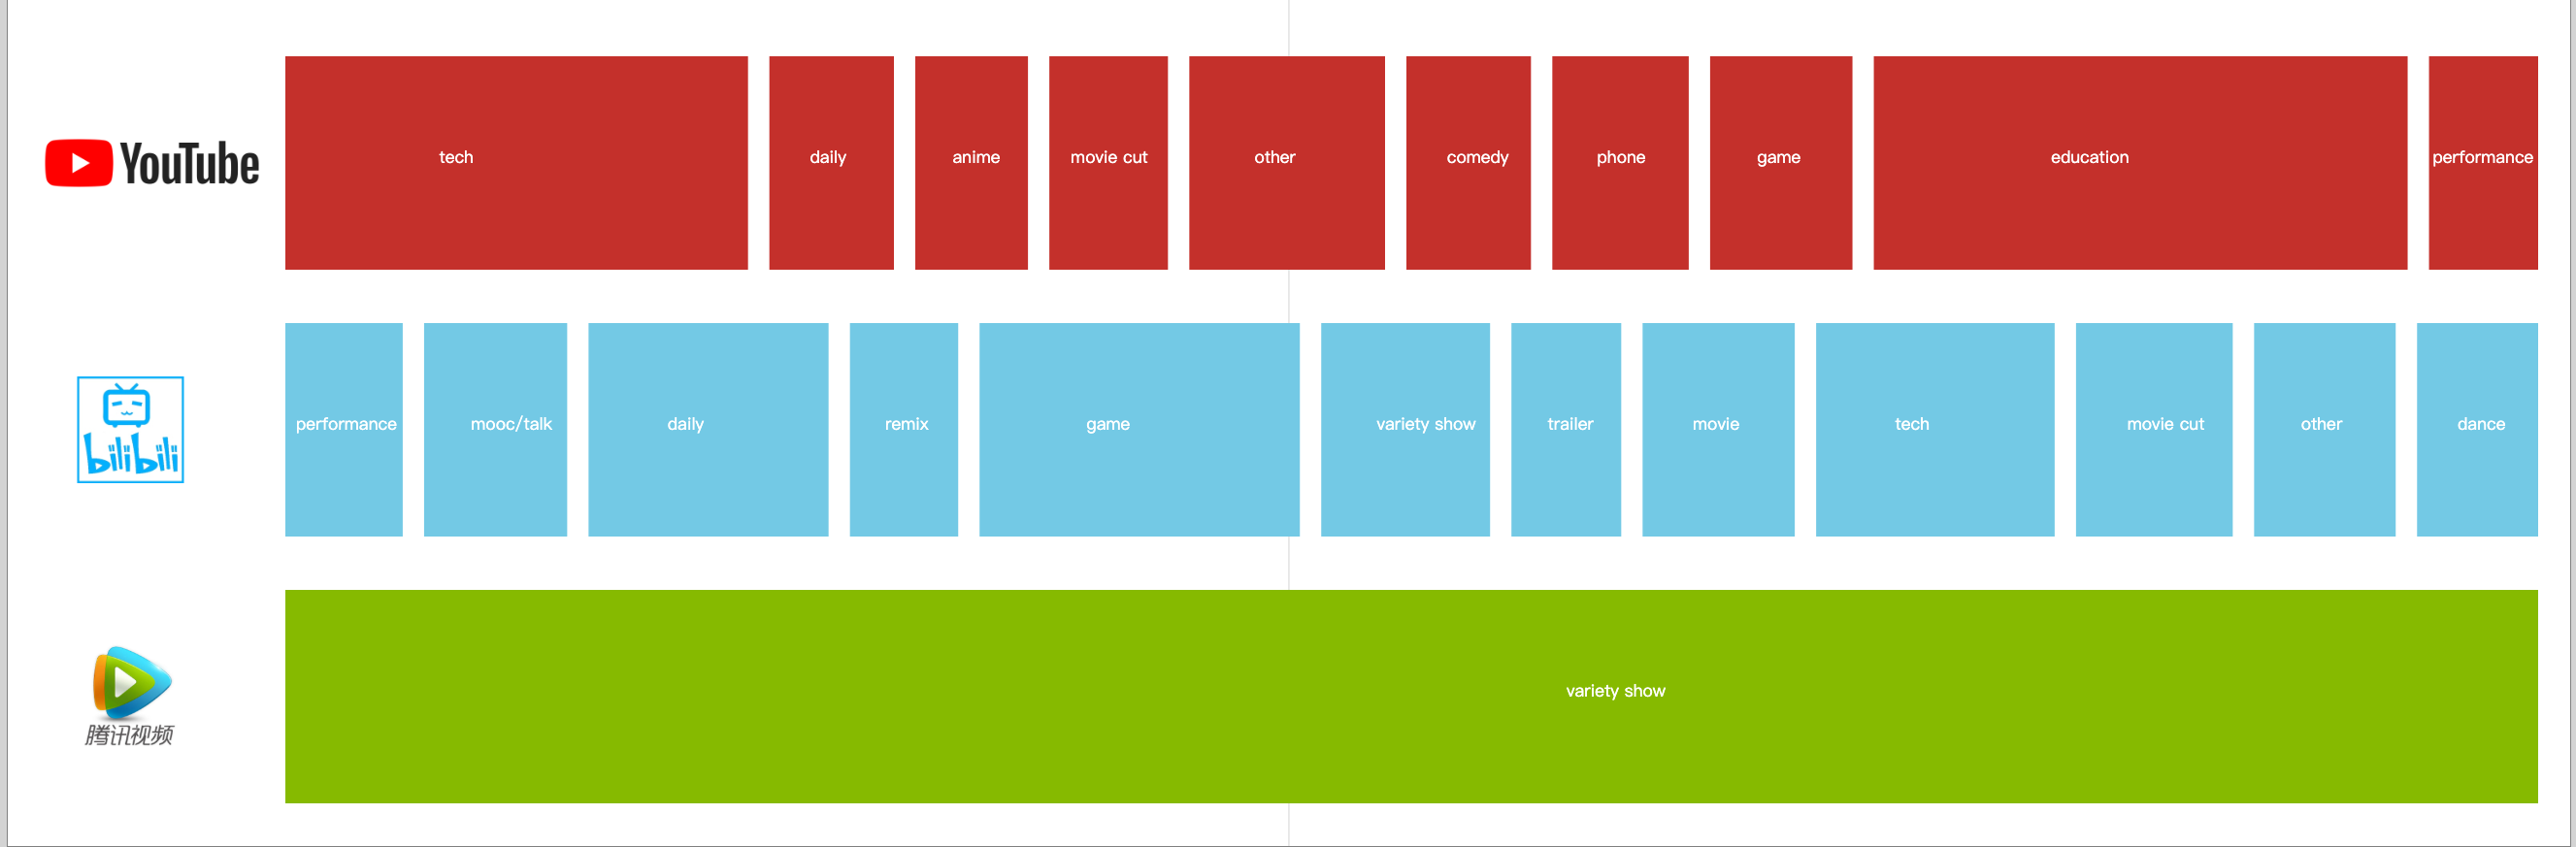 YouTube
tech
daily
anime
movie cut
other
comedy
phone
game
education
performance
bilibili
performance
mooc/talk
daily
remix
game
variety show
trailer
movie
tech
movie cut
other
dance
腾讯视频
variety show